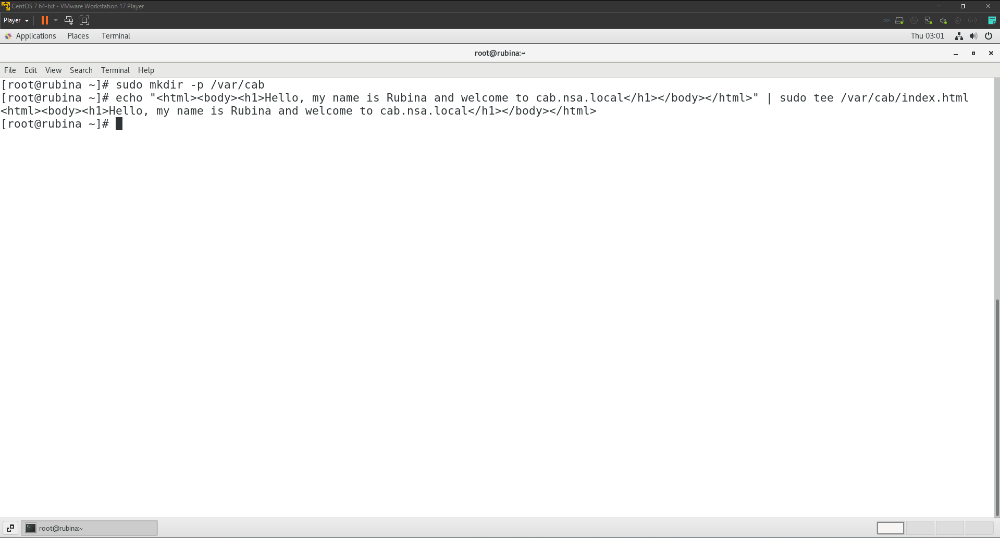 CentOS 7 64-bit - VMware Workstation 17 Player
Player
Applications Places Terminal Thu 03:01
root@rubina:~
File Edit View Search Terminal Help
[root@rubina ~]# sudo mkdir -p /var/cab
[root@rubina ~]# echo "<html><body><h1>Hello, my name is Rubina and welcome to cab.nsa.local</h1></body></html>" | sudo tee /var/cab/index.html
<html><body><h1>Hello, my name is Rubina and welcome to cab.nsa.local</h1></body></html>
[root@rubina ~]#
root@rubina:~